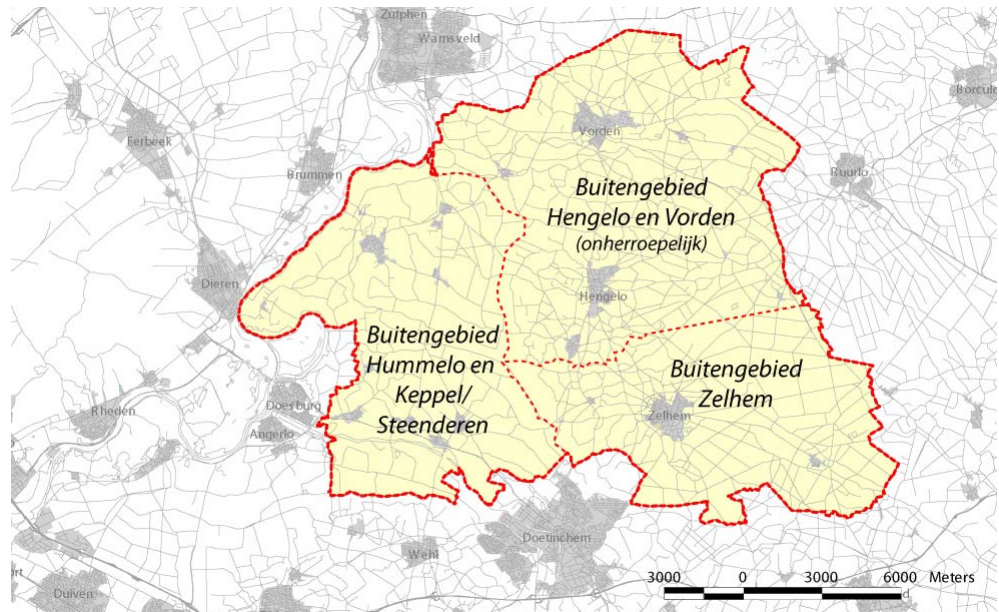 Zutphen
Warnsveld
Borculo
Eerbeek
Vorden
Brummen
Ruurlo
Buitengebied
Hengelo en Vorden
(onherroepelijk)
Dieren
Hengelo
Buitengebied
Hummelo en
Keppel/
Steenderen
Buitengebied
Zelhem
Rheden
Doesburg
Angerlo
Zelhem
Doetinchem
Wehl
Duiven
3000 0 3000 6000 Meters